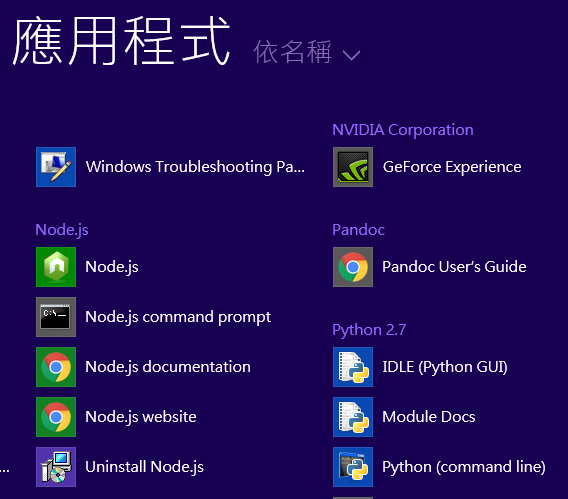 應用程式 依名稱
Windows Troubleshooting Pa...
Node.js
Node.js
Node.js command prompt
Node.js documentation
Node.js website
...
Uninstall Node.js
NVIDIA Corporation
GeForce Experience
Pandoc
Pandoc User's Guide
Python 2.7
IDLE (Python GUI)
Module Docs
Python (command line)